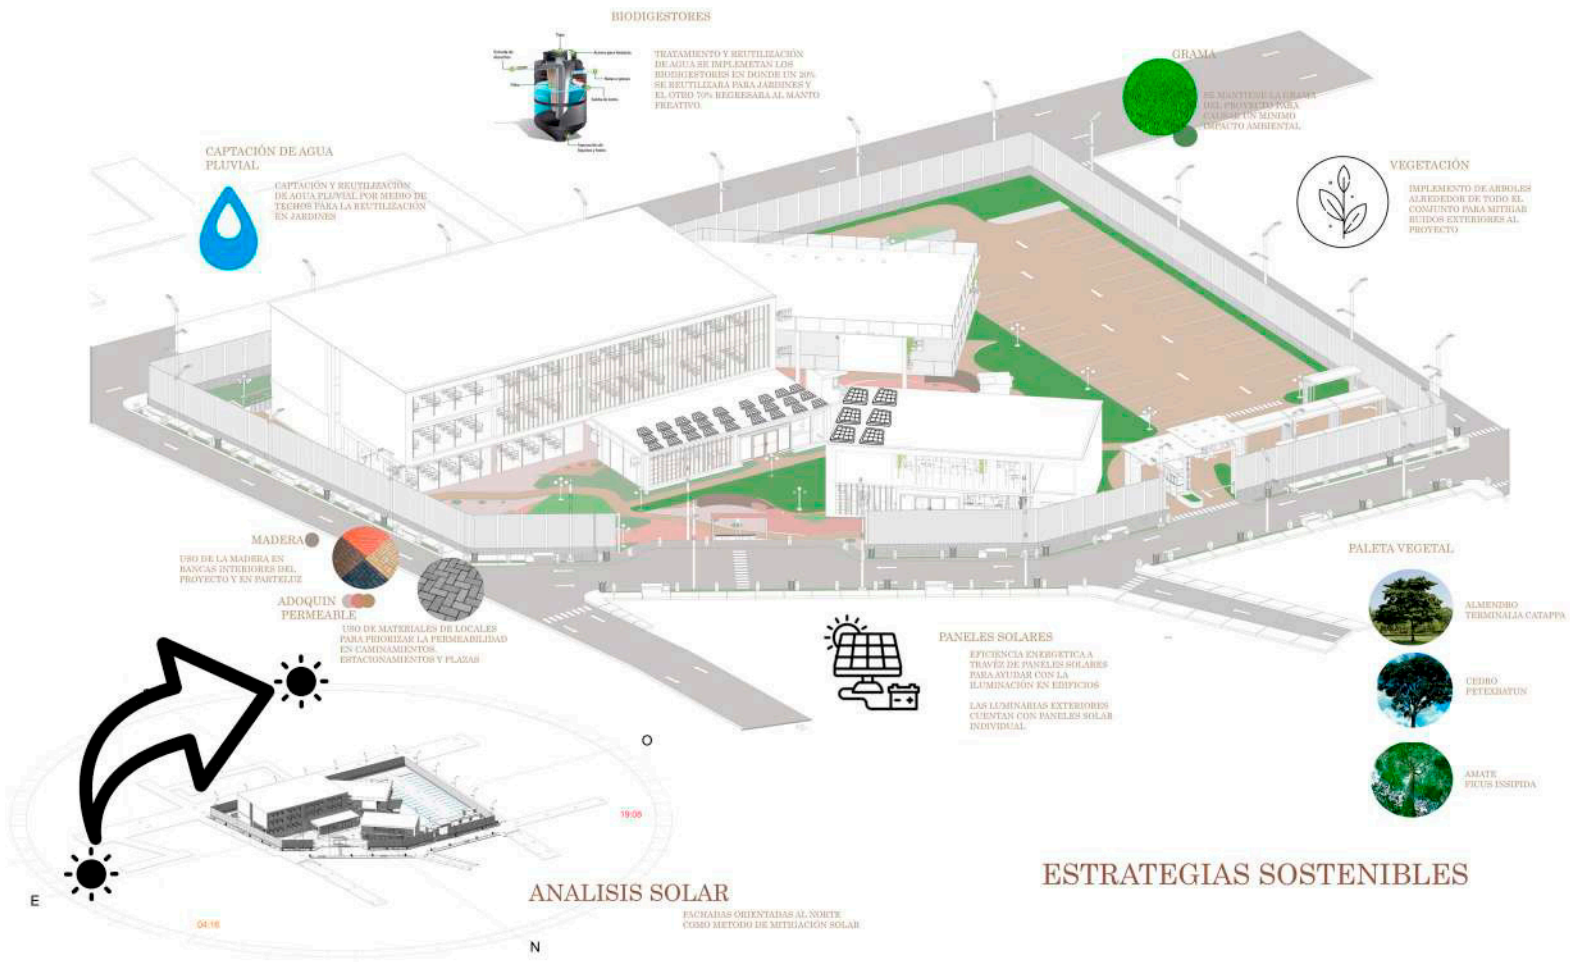 BIODIGESTORES
TRATAMIENTO Y REUTILIZACIÓN
DE AGUA SE IMPLEMETAN LOS
BIODIGESTORES EN DONDE UN 20%
SE REUTILIZARA PARA JARDINES Y
EL OTRO 70% REGRESARA AL MANTO
FREATIVO
GRAMA
SE MANTIENE LA GRAMA
DEL PROYECTO PARA
CAUSAR UN MINIMO
IMPACTO AMBIENTAL
CAPTACIÓN DE AGUA
PLUVIAL
CAPTACIÓN Y REUTILIZACIÓN
DE AGUA PLUVIAL POR MEDIO DE
TECHOS PARA LA REUTILIZACIÓN
EN JARDINES
VEGETACIÓN
IMPLEMENTO DE ARBOLES
ALREDEDOR DE TODO EL
CONJUNTO PARA MITIGAR
RUIDOS EXTERIORES AL
PROYECTO
MADERA
USO DE LA MADERA EN
BANCAS INTERIORES DEL
PROYECTO Y EN PARTELUZ
ADOQUIN
PERMEABLE
USO DE MATERIALES DE LOCALES
PARA PRIORIZAR LA PERMEABILIDAD
EN CAMINAMIENTOS,
ESTACIONAMIENTOS Y PLAZAS
PANELES SOLARES
EFICIENCIA ENERGETICA A
TRAVÉZ DE PANELES SOLARES
PARA AYUDAR CON LA
ILUMINACIÓN EN EDIFICIOS
LAS LUMINARIAS EXTERIORES
CUENTAN CON PANELES SOLAR
INDIVIDUAL
PALETA VEGETAL
ALMENDRO
TERMINALIA CATAPPA
CEDRO
PETEXBATUN
AMATE
FICUS INSIPIDA
O
19:08
E
04:16
N
ANALISIS SOLAR
FACHADAS ORIENTADAS AL NORTE
COMO METODO DE MITIGACIÓN SOLAR
ESTRATEGIAS SOSTENIBLES